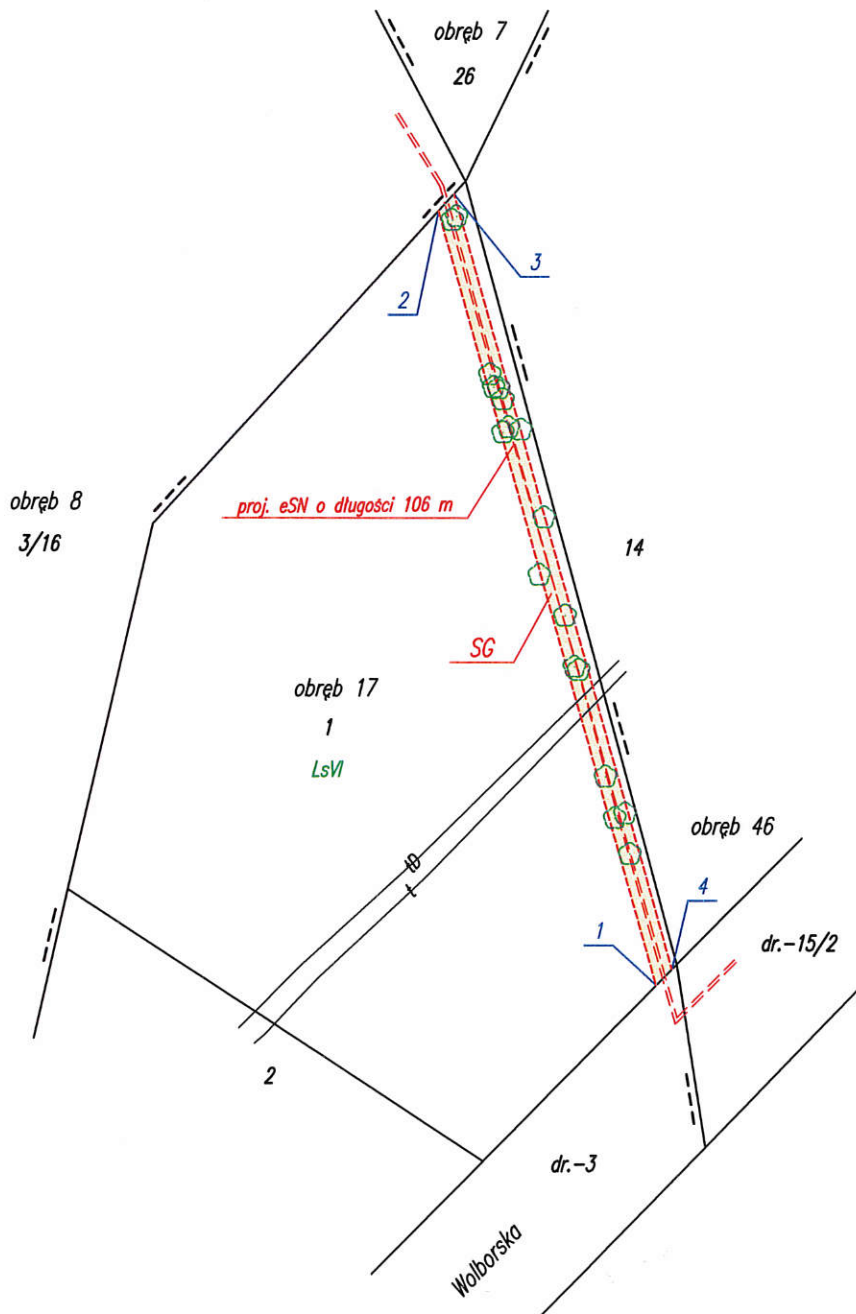 obręb 7
26
3
2
obręb 8
3/16
proj. eSN o długości 106 m
14
SG
obręb 17
1
LsVI
obręb 46
tD
t
4
1
dr.-15/2
2
dr.-3
Wolborska